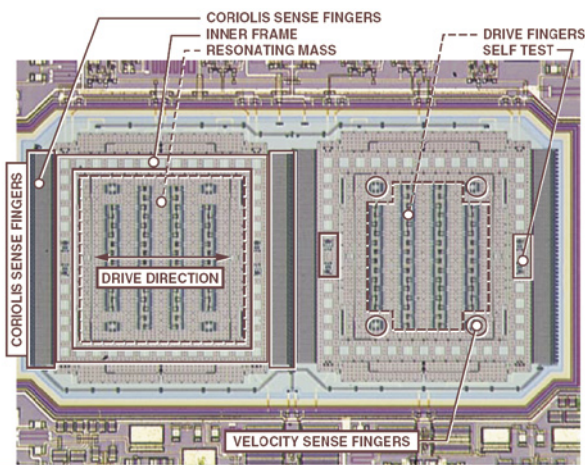 CORIOLIS SENSE FINGERS
INNER FRAME
RESONATING MASS
DRIVE FINGERS
SELF TEST
CORIOLIS SENSE FINGERS
DRIVE DIRECTION
VELOCITY SENSE FINGERS